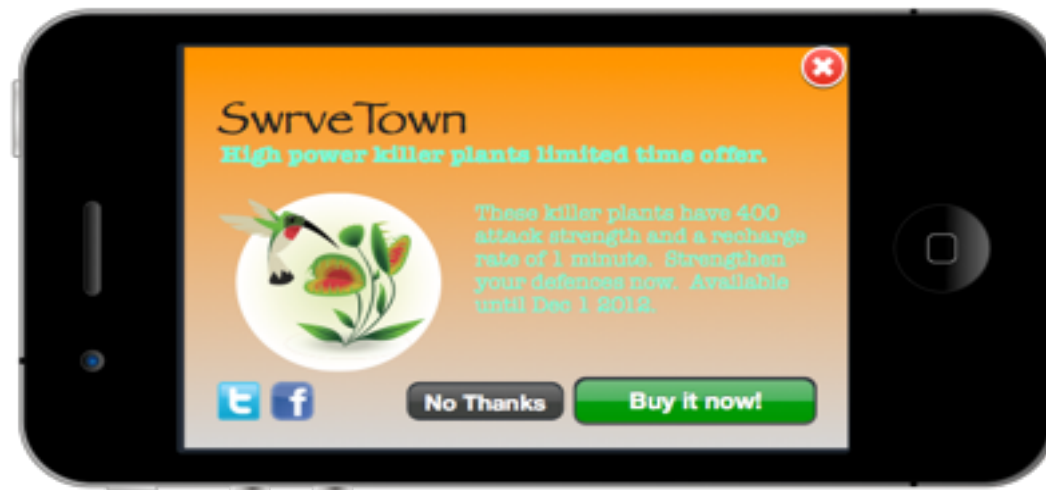 SwrveTown
High power killer plants limited time offer.
These killer plants have 400
attack strength and a recharge
rate of 1 minute.  Strengthen
your defences now.  Available
until Dec 1 2012.
No Thanks
Buy it now!